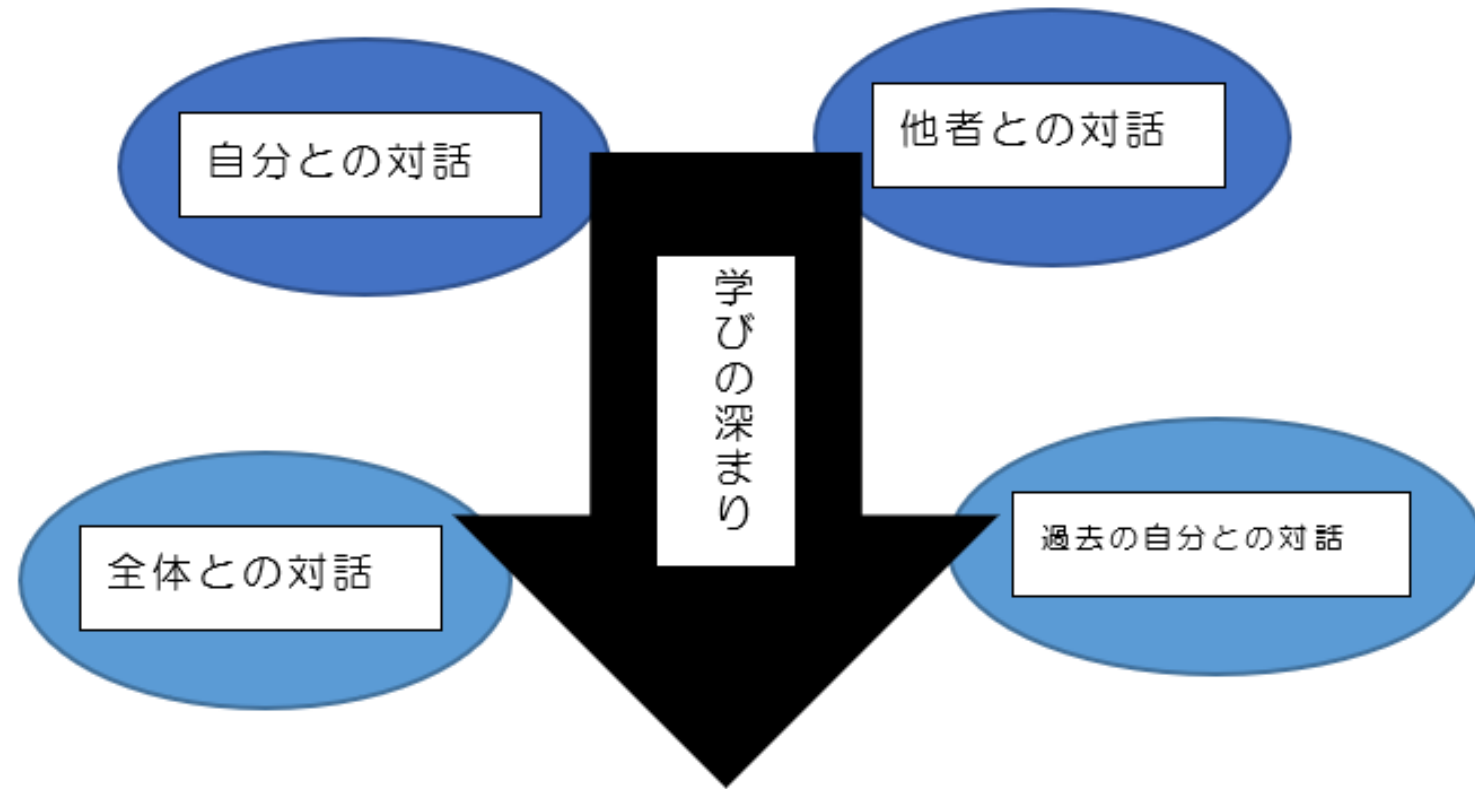 自分との対話
他者との対話
学びの深まり
全体との対話
過去の自分との対話